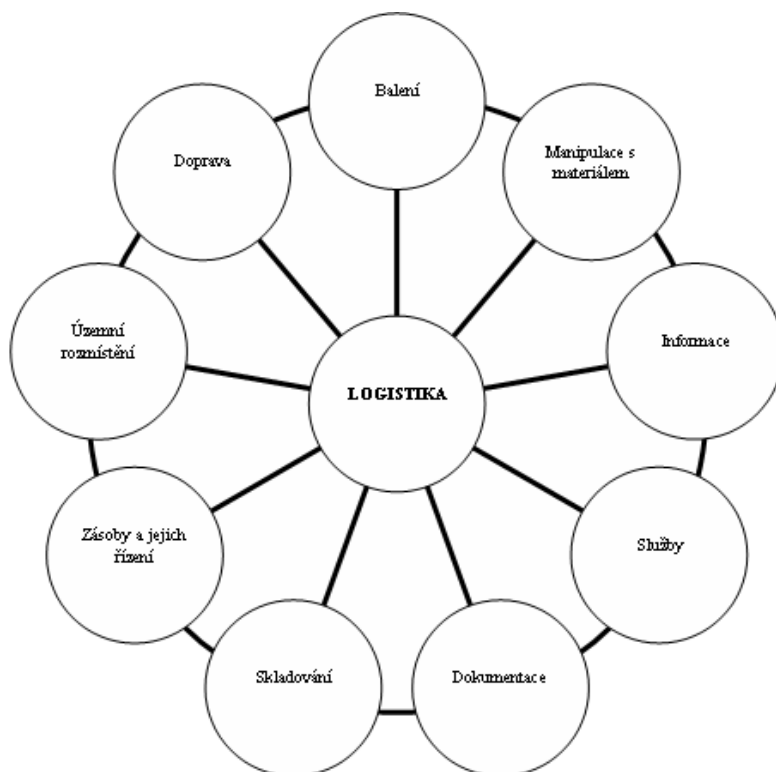 Balení
Doprava
Manipulace s
materiálem
Územní
rozmístění
Informace
LOGISTIKA
Zásoby a jejich
řízení
Služby
Skladování
Dokumentace